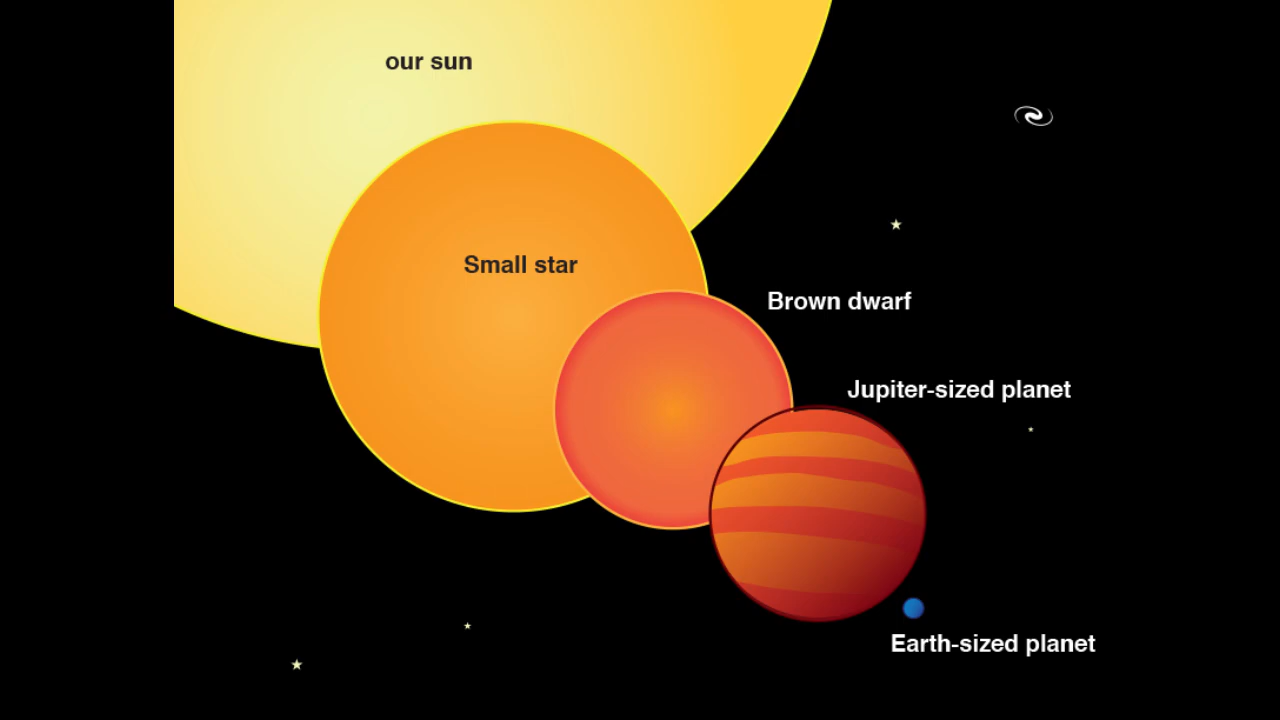 our sun
Small star
Brown dwarf
Jupiter-sized planet
Earth-sized planet